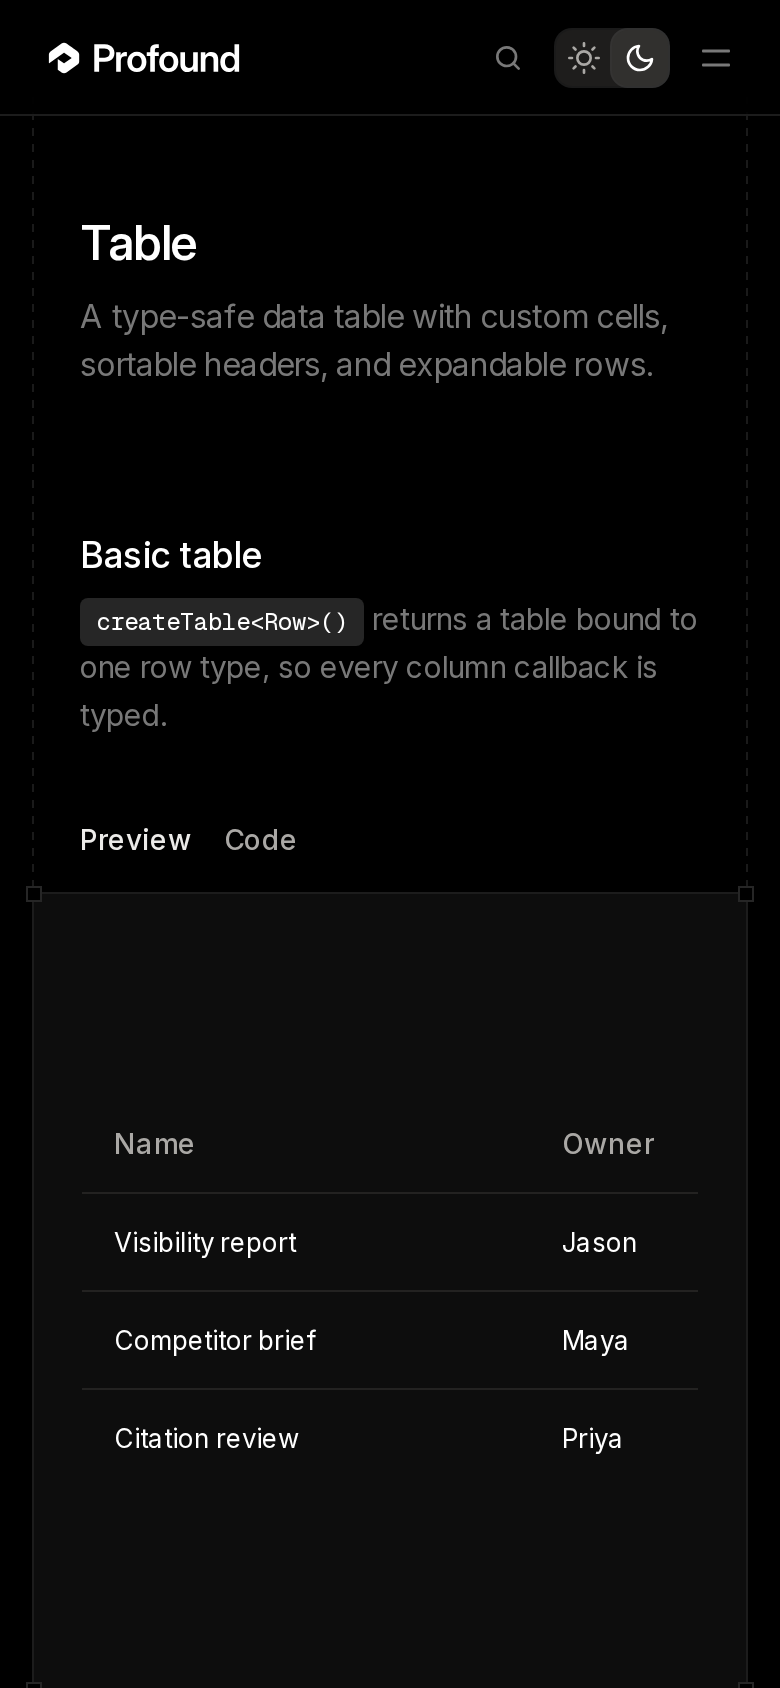 Profound
Table
A type-safe data table with custom cells,
sortable headers, and expandable rows.
Basic table
createTable<Row>() returns a table bound to
one row type, so every column callback is
typed.
Preview Code
Name Owner
Visibility report Jason
Competitor brief Maya
Citation review Priya